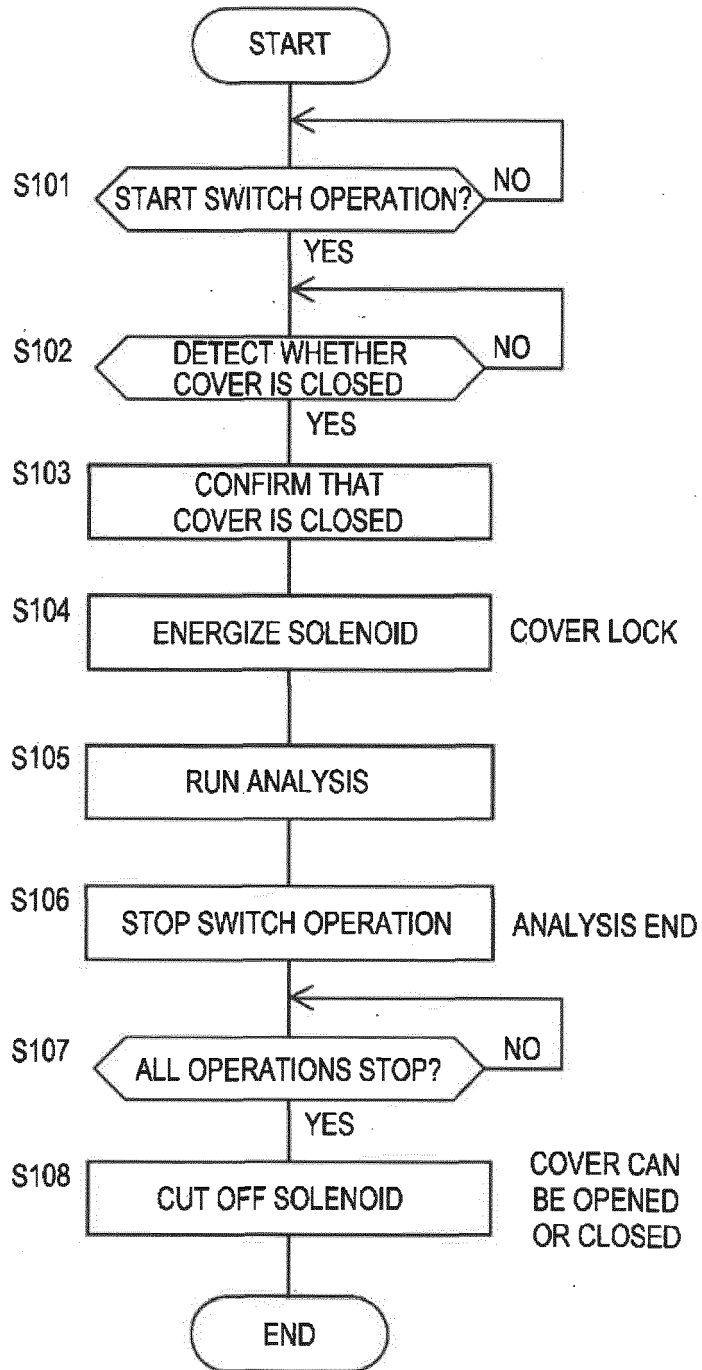 START
NO
S101
START SWITCH OPERATION?
YES
NO
S102
DETECT WHETHER
COVER IS CLOSED
YES
S103
CONFIRM THAT
COVER IS CLOSED
S104
ENERGIZE SOLENOID
COVER LOCK
S105
RUN ANALYSIS
S106
STOP SWITCH OPERATION
ANALYSIS END
S107
ALL OPERATIONS STOP?
NO
YES
S108
CUT OFF SOLENOID
COVER CAN
BE OPENED
OR CLOSED
END